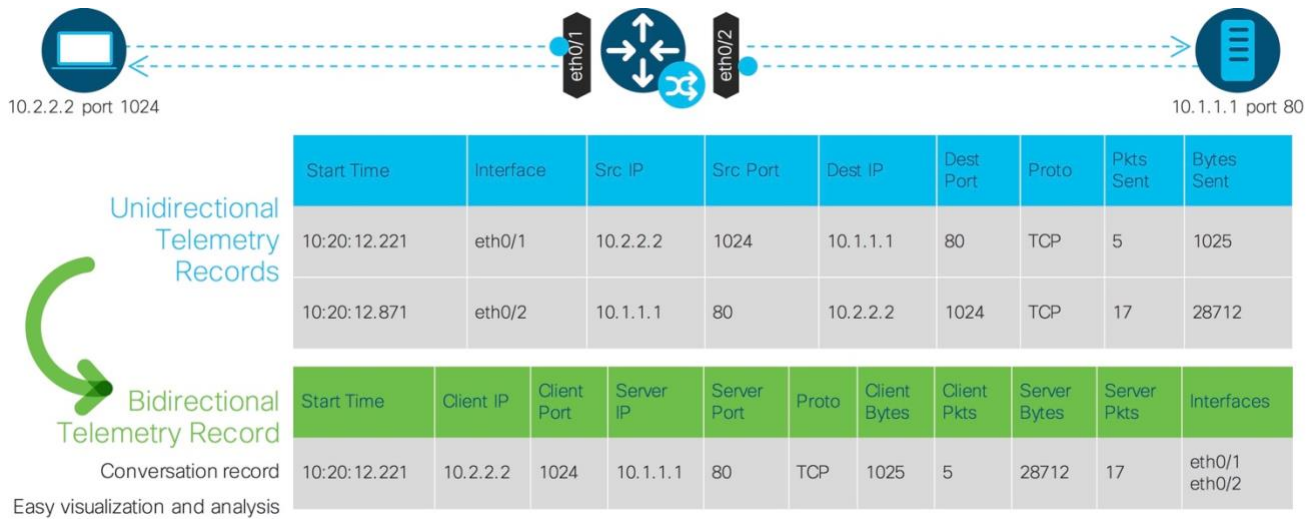 eth0/1
eth0/2
10.2.2.2 port 1024
10.1.1.1 port 80
Unidirectional
Telemetry
Records
Start Time Interface Src IP Src Port Dest IP Dest Port Proto Pkts Sent Bytes Sent
10:20:12.221 eth0/1 10.2.2.2 1024 10.1.1.1 80 TCP 5 1025
10:20:12.871 eth0/2 10.1.1.1 80 10.2.2.2 1024 TCP 17 28712
Bidirectional
Telemetry Record
Conversation record
Easy visualization and analysis
Start Time Client IP Client Port Server IP Server Port Proto Client Bytes Client Pkts Server Bytes Server Pkts Interfaces
10:20:12.221 10.2.2.2 1024 10.1.1.1 80 TCP 1025 5 28712 17 eth0/1
eth0/2